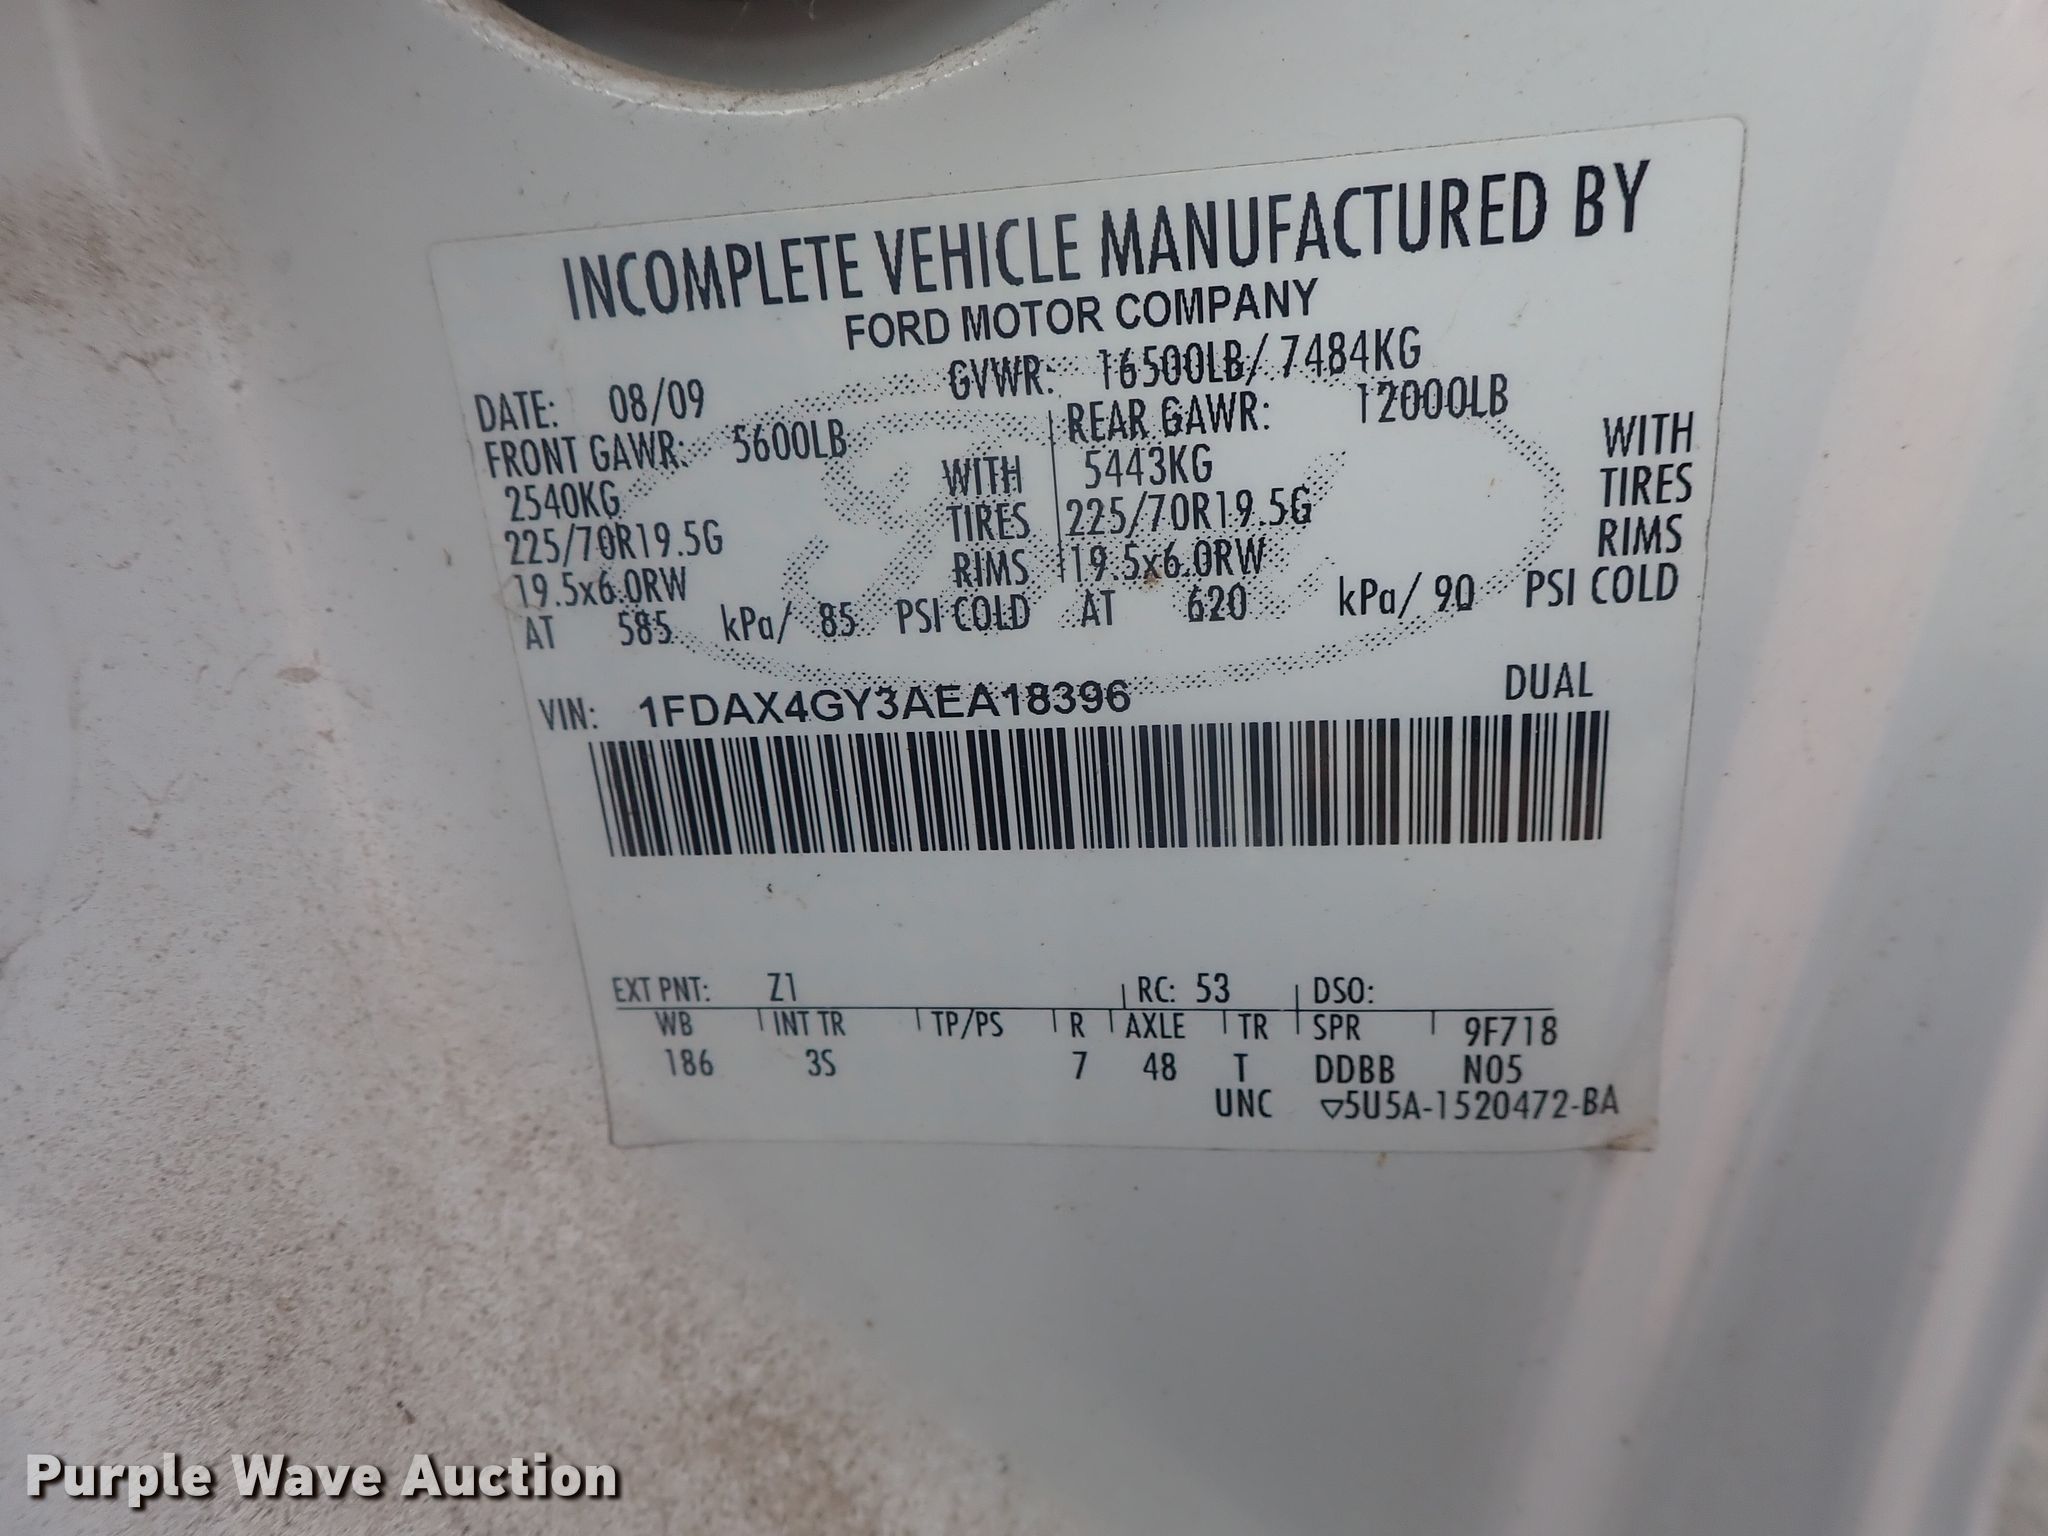 INCOMPLETE VEHICLE MANUFACTURED BY
FORD MOTOR COMPANY
DATE: 08/09 GVWR: 16500LB/ 7484KG
FRONT GAWR: 5600LB REAR GAWR: 12000LB
2540KG WITH 5443KG WITH
225/70R19.5G TIRES 225/70R19.5G TIRES
19.5x6.0RW RIMS 19.5x6.0RW RIMS
AT 585 kPa/ 85 PSI COLD AT 620 kPa/ 90 PSI COLD
VIN: 1FDAX4GY3AEA18396 DUAL
EXT PNT: Z1 RC: 53 DSO:
WB INT TR TP/PS R AXLE TR SPR 9F718
186 3S 7 48 T DDBB N05
UNC ▽5U5A-1520472-BA
Purple Wave Auction